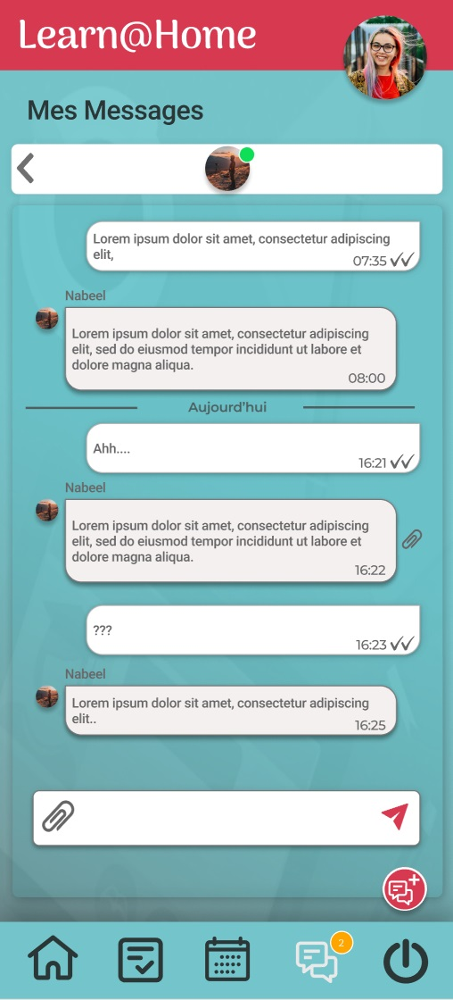 Learn@Home
Mes Messages
Lorem ipsum dolor sit amet, consectetur adipiscing
elit,
07:35
Nabeel
Lorem ipsum dolor sit amet, consectetur adipiscing
elit, sed do eiusmod tempor incididunt ut labore et
dolore magna aliqua.
08:00
Aujourd'hui
Ahh....
16:21
Nabeel
Lorem ipsum dolor sit amet, consectetur adipiscing
elit, sed do eiusmod tempor incididunt ut labore et
dolore magna aliqua.
16:22
???
16:23
Nabeel
Lorem ipsum dolor sit amet, consectetur adipiscing
elit..
16:25
2